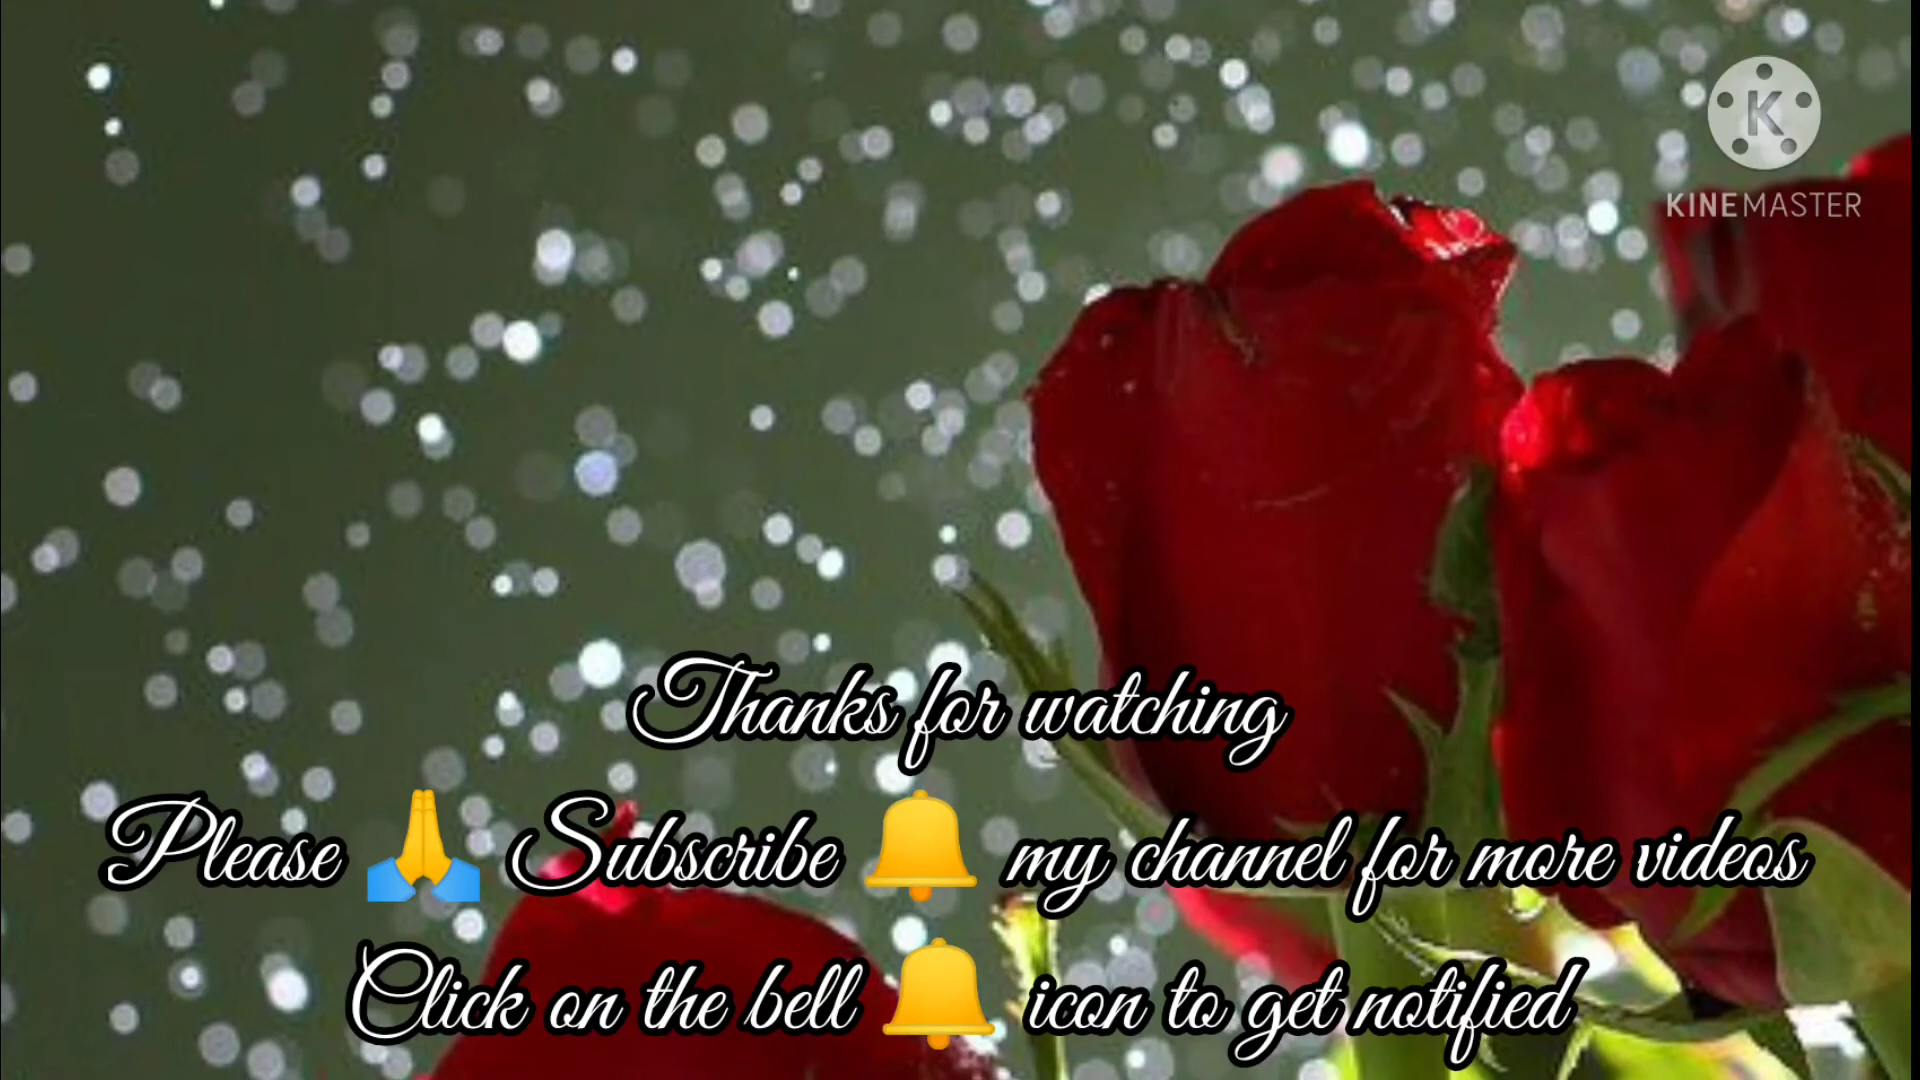 K
KINEMASTER
Thanks for watching
Please 🙏 Subscribe 🔔 my channel for more videos
Click on the bell 🔔 icon to get notified